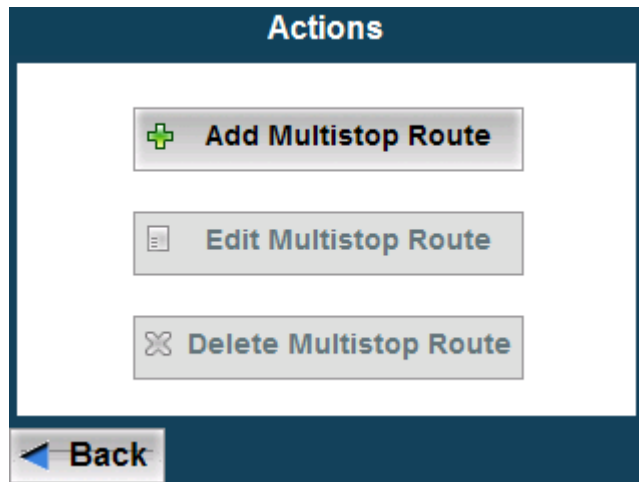 Actions
Add Multistop Route
Edit Multistop Route
Delete Multistop Route
Back